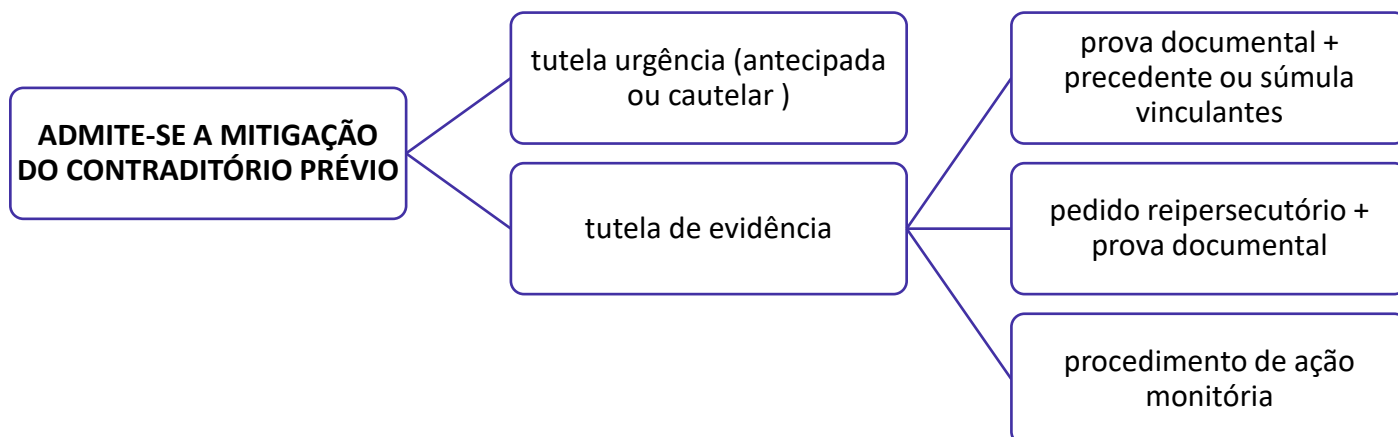 ADMITE-SE A MITIGAÇÃO
DO CONTRADITÓRIO PRÉVIO
tutela urgência (antecipada
ou cautelar )
tutela de evidência
prova documental +
precedente ou súmula
vinculantes
pedido reipersecutório +
prova documental
procedimento de ação
monitória